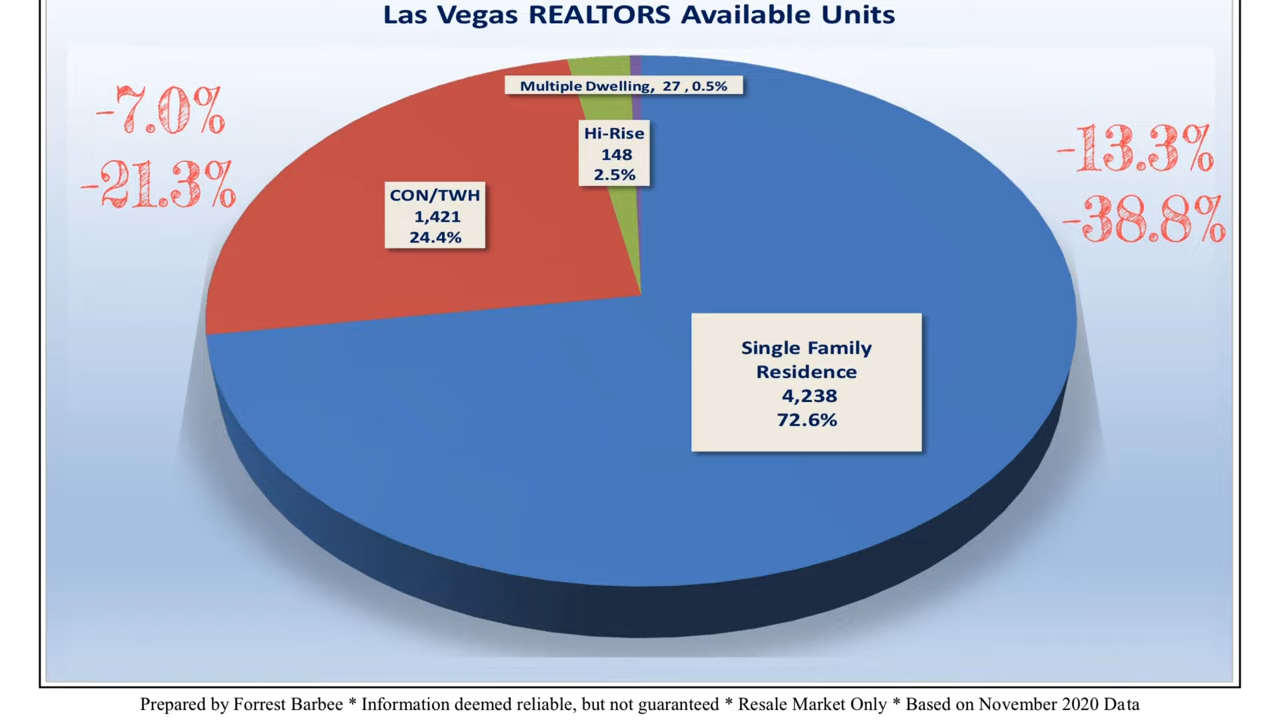 Las Vegas REALTORS Available Units
-7.0%
-21.3%
Multiple Dwelling, 27 , 0.5%
Hi-Rise
148
2.5%
CON/TWH
1,421
24.4%
-13.3%
-38.8%
Single Family
Residence
4,238
72.6%
Prepared by Forrest Barbee * Information deemed reliable, but not guaranteed * Resale Market Only * Based on November 2020 Data